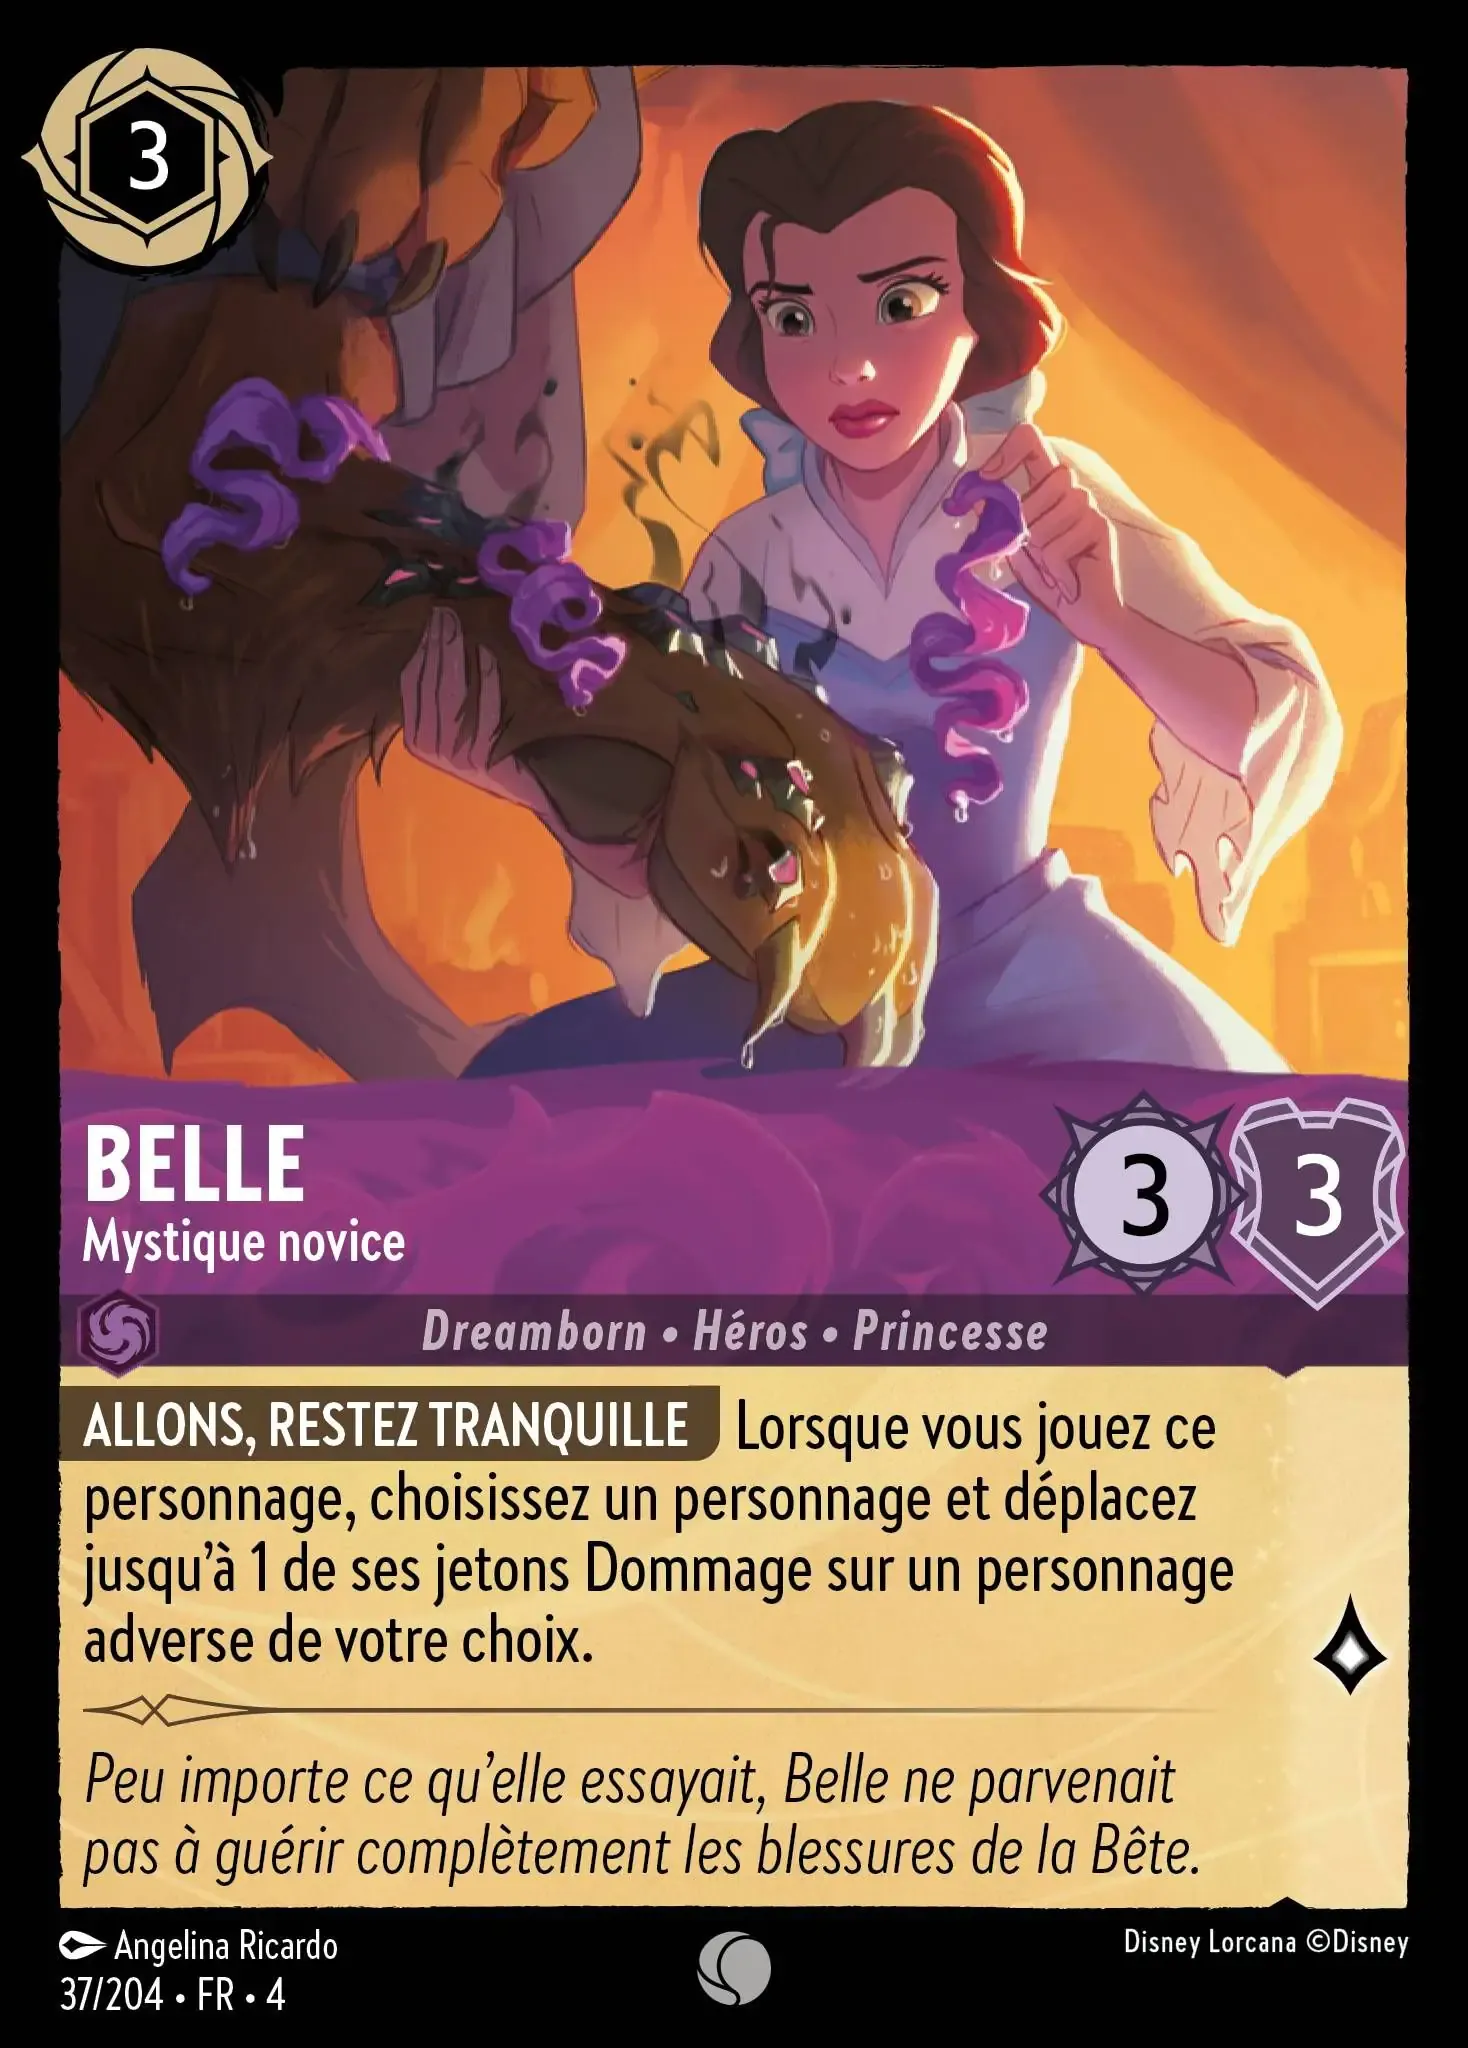 3
BELLE
Mystique novice
3 3
Dreamborn • Héros • Princesse
ALLONS, RESTEZ TRANQUILLE Lorsque vous jouez ce
personnage, choisissez un personnage et déplacez
jusqu’à 1 de ses jetons Dommage sur un personnage
adverse de votre choix.
Peu importe ce qu’elle essayait, Belle ne parvenait
pas à guérir complètement les blessures de la Bête.
Angelina Ricardo
37/204 • FR • 4
Disney Lorcana ©Disney